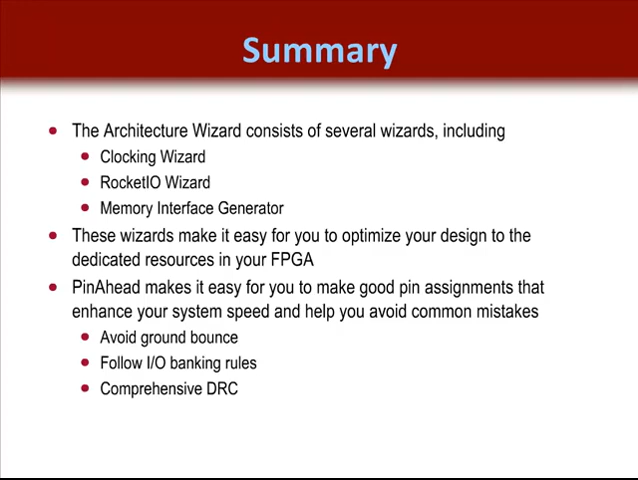 Summary
The Architecture Wizard consists of several wizards, including
Clocking Wizard
RocketIO Wizard
Memory Interface Generator
These wizards make it easy for you to optimize your design to the
dedicated resources in your FPGA
PinAhead makes it easy for you to make good pin assignments that
enhance your system speed and help you avoid common mistakes
Avoid ground bounce
Follow I/O banking rules
Comprehensive DRC